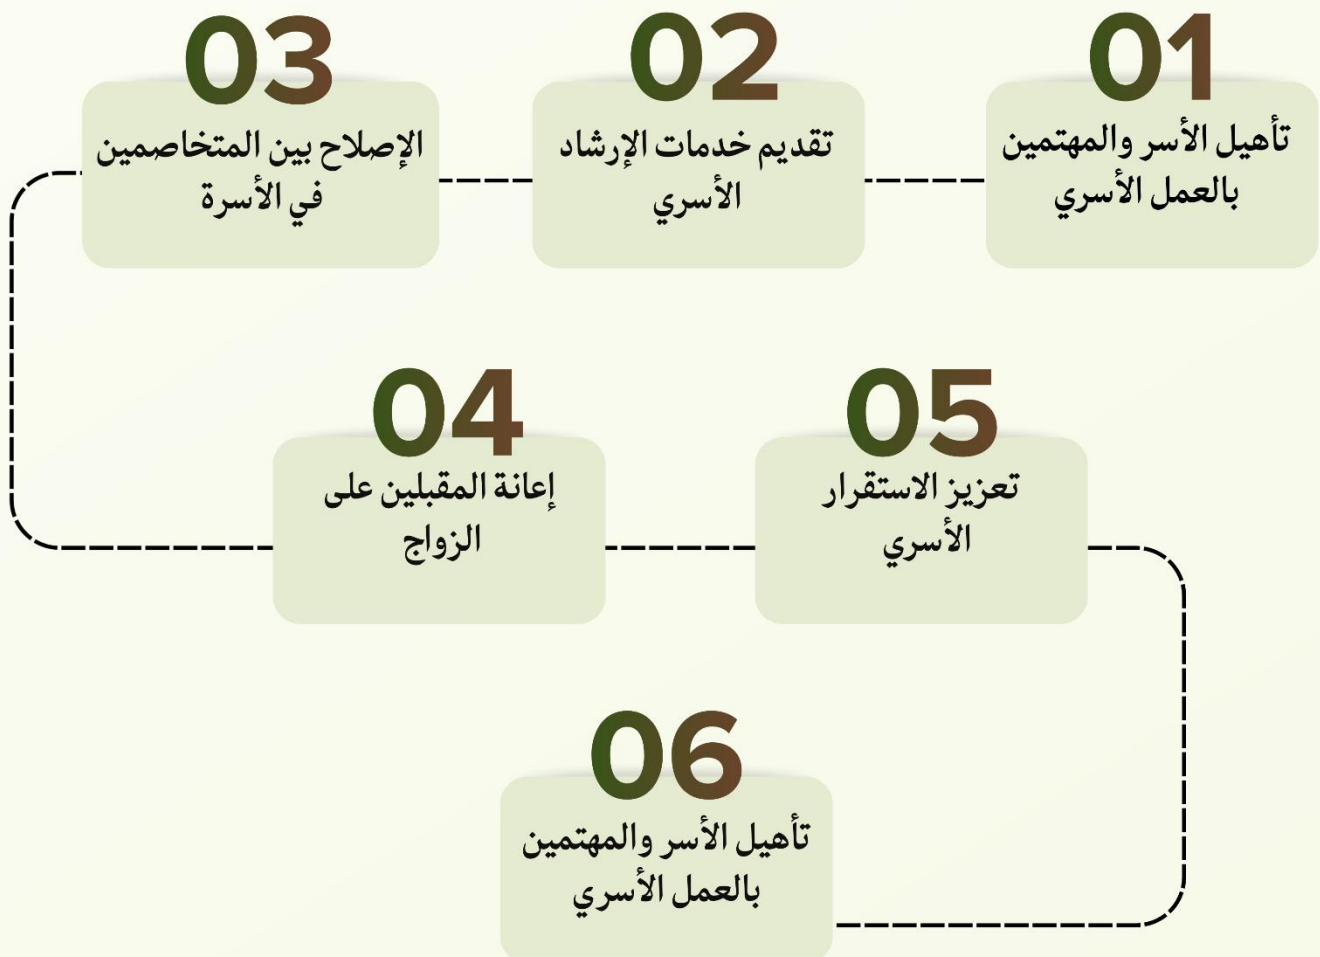 01
تأهيل الأسر والمهتمين
بالعمل الأسري
02
تقديم خدمات الإرشاد
الأسري
03
الإصلاح بين المتخاصمين
في الأسرة
04
إعانة المقبلين على
الزواج
05
تعزيز الاستقرار
الأسري
06
تأهيل الأسر والمهتمين
بالعمل الأسري